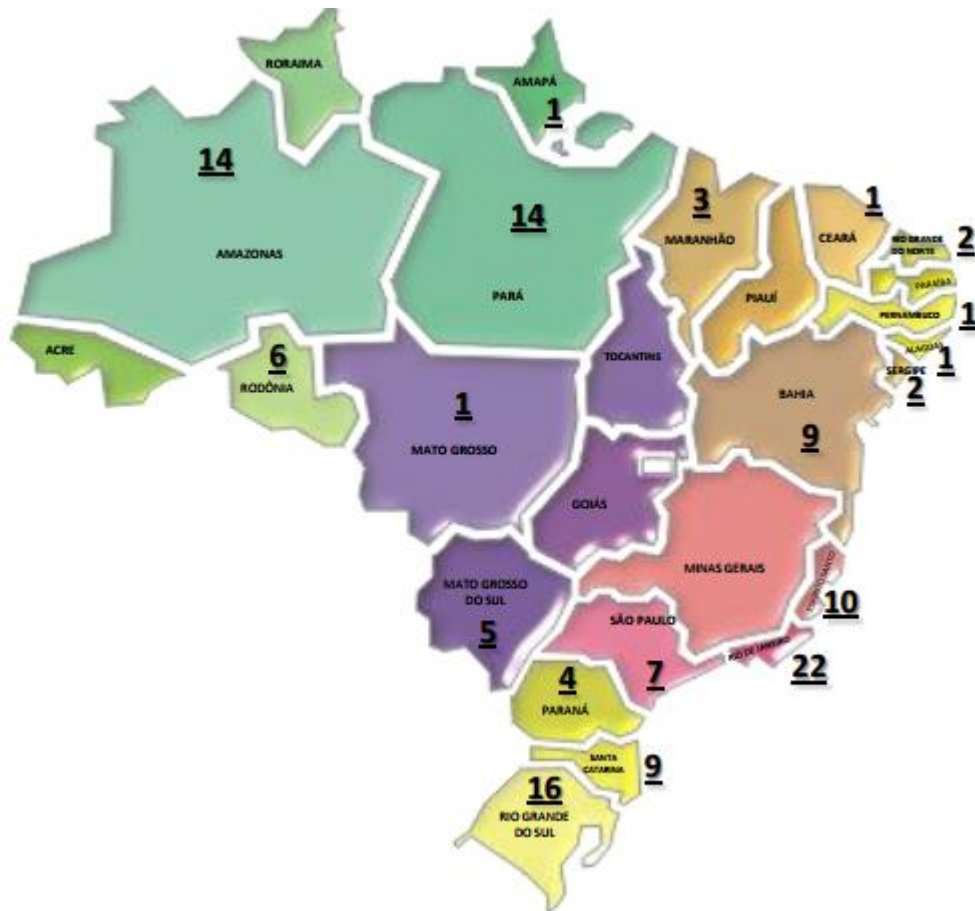 RORAIMA
AMAPÁ
1
14
AMAZONAS
14
PARÁ
3
MARANHÃO
1
CEARÁ
RIO GRANDE
DO NORTE
2
PARAÍBA
PIAUÍ
PERNAMBUCO
1
ALAGOAS
1
SERGIPE
2
ACRE
6
RODÔNIA
TOCANTINS
BAHIA
9
1
MATO GROSSO
GOIÁS
MINAS GERAIS
ESPÍRITO SANTO
10
MATO GROSSO
DO SUL
5
SÃO PAULO
7
RIO DE JANEIRO
22
4
PARANÁ
SANTA
CATARINA
9
16
RIO GRANDE
DO SUL